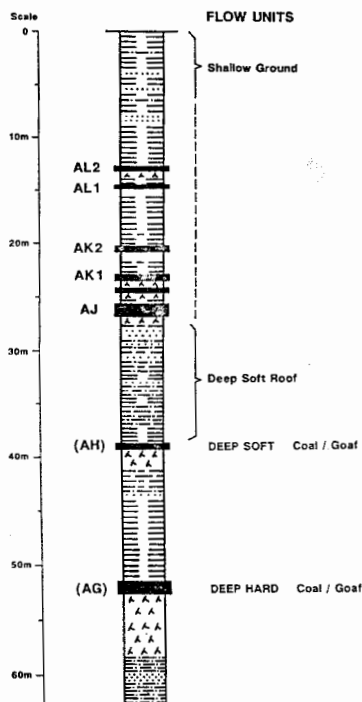 Scale
FLOW UNITS
0
Shallow Ground
10m
AL2
AL1
20m
AK2
AK1
AJ
30m
Deep Soft Roof
(AH) DEEP SOFT Coal / Goaf
40m
50m
(AG) DEEP HARD Coal / Goaf
60m